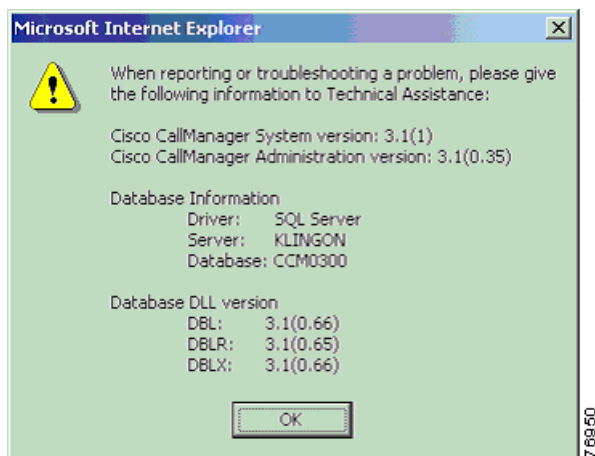 Microsoft Internet Explorer
When reporting or troubleshooting a problem, please give
the following information to Technical Assistance:
Cisco CallManager System version: 3.1(1)
Cisco CallManager Administration version: 3.1(0.35)
Database Information
Driver: SQL Server
Server: KLINGON
Database: CCM0300
Database DLL version
DBL: 3.1(0.66)
DBLR: 3.1(0.65)
DBLX: 3.1(0.66)
OK
76950